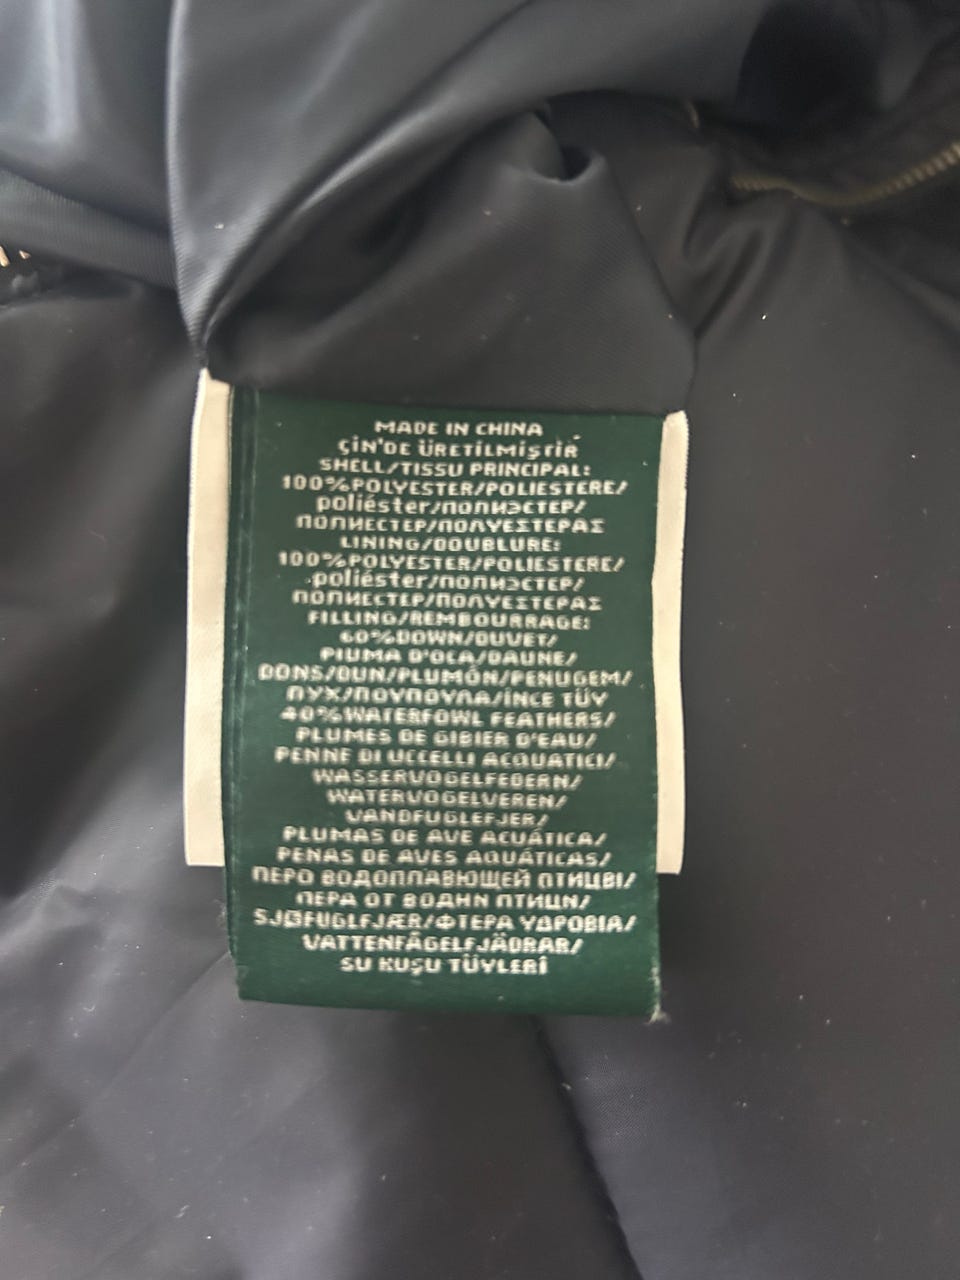 MADE IN CHINA
ÇİN'DE ÜRETİLMİŞTİR
SHELL/TISSU PRINCIPAL:
100%POLYESTER/POLIESTERE/
poliéster/ПОЛИЭСТЕР/
ПОЛИЕСТЕР/ΠΟΛΥΕΣΤΕΡΑΣ
LINING/DOUBLURE:
100%POLYESTER/POLIESTERE/
poliéster/ПОЛИЭСТЕР/
ПОЛИЕСТЕР/ΠΟΛΥΕΣΤΕΡΑΣ
FILLING/REMBOURRAGE:
60%DOWN/DUVET/
PIUMA D'OCA/DAUNE/
DONS/DUN/PLUMÓN/PENUGEM/
ПУХ/ΠΟΥΠΟΥΛΑ/İNCE TÜY
40%WATERFOWL FEATHERS/
PLUMES DE GIBIER D'EAU/
PENNE DI UCCELLI ACQUATICI/
WASSERVOGELFEDERN/
WATERVOGELVEREN/
VANDFUGLEFJER/
PLUMAS DE AVE ACUÁTICA/
PENAS DE AVES AQUÁTICAS/
ПЕРО ВОДОПЛАВЮЩЕЙ ПТИЦВІ/
ПЕРА ОТ ВОДНИ ПТИЦИ/
SJØFUGLFJÆR/ΦΤΕΡΑ ΥΔΡΟΒΙΑ/
VATTENFÅGELFJÄDRAR/
SU KUŞU TÜYLERİ